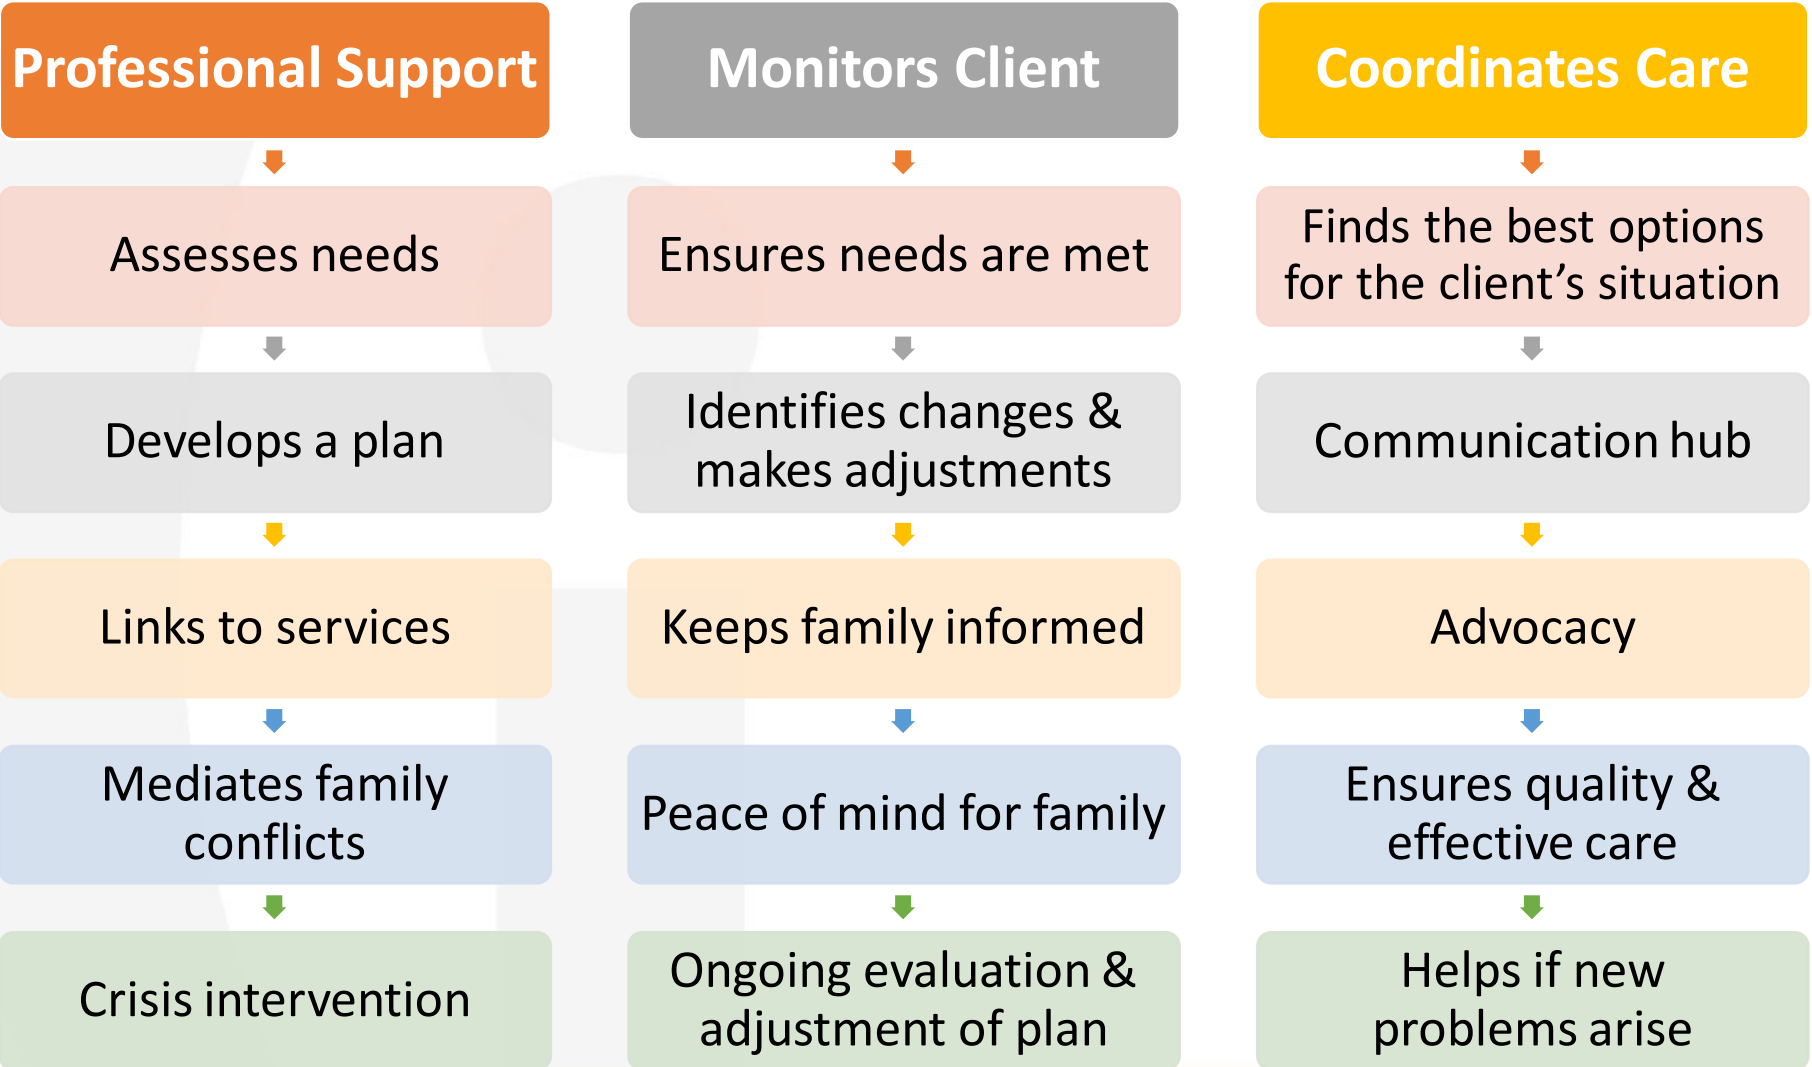 Professional Support
Assesses needs
Develops a plan
Links to services
Mediates family
conflicts
Crisis intervention
Monitors Client
Ensures needs are met
Identifies changes &
makes adjustments
Keeps family informed
Peace of mind for family
Ongoing evaluation &
adjustment of plan
Coordinates Care
Finds the best options
for the client’s situation
Communication hub
Advocacy
Ensures quality &
effective care
Helps if new
problems arise